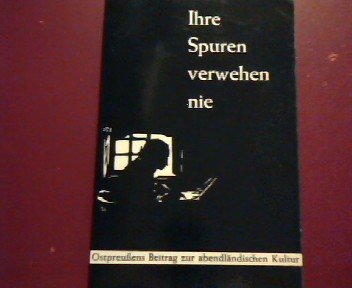 Ihre
Spuren
verwehen
nie
Ostpreußens Beitrag zur abendländischen Kultur